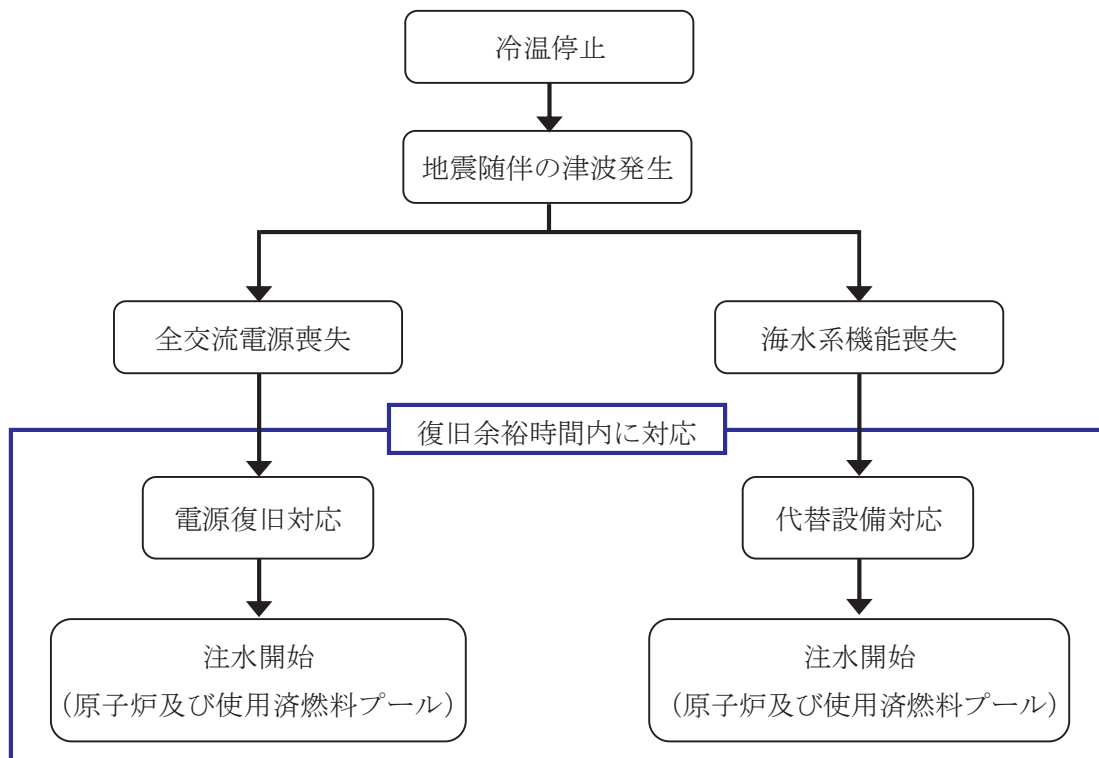 冷温停止
地震随伴の津波発生
全交流電源喪失
海水系機能喪失
復旧余裕時間内に対応
電源復旧対応
代替設備対応
注水開始
(原子炉及び使用済燃料プール)
注水開始
(原子炉及び使用済燃料プール)